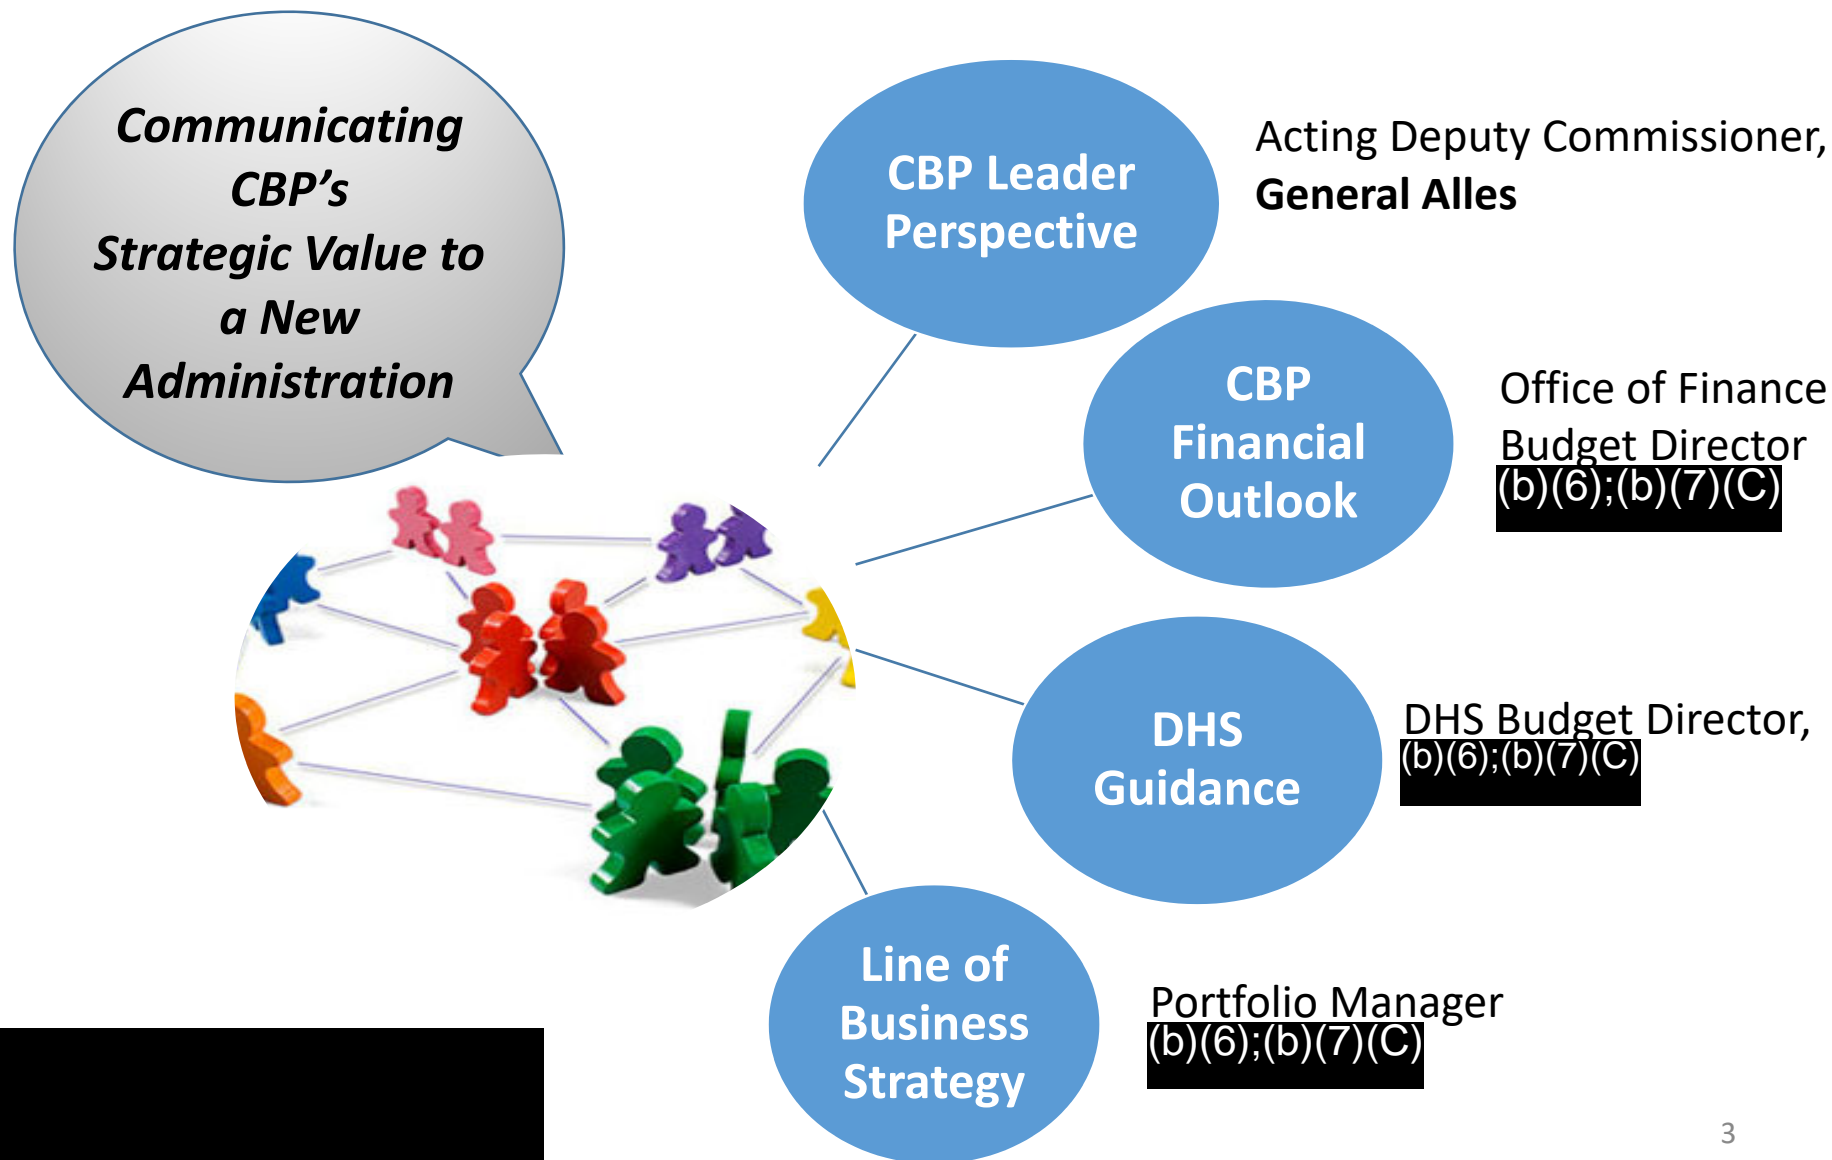 Communicating
CBP’s
Strategic Value to
a New
Administration
CBP Leader
Perspective
Acting Deputy Commissioner,
General Alles
CBP
Financial
Outlook
Office of Finance
Budget Director
(b)(6);(b)(7)(C)
DHS
Guidance
DHS Budget Director,
(b)(6);(b)(7)(C)
Line of
Business
Strategy
Portfolio Manager
(b)(6);(b)(7)(C)
3